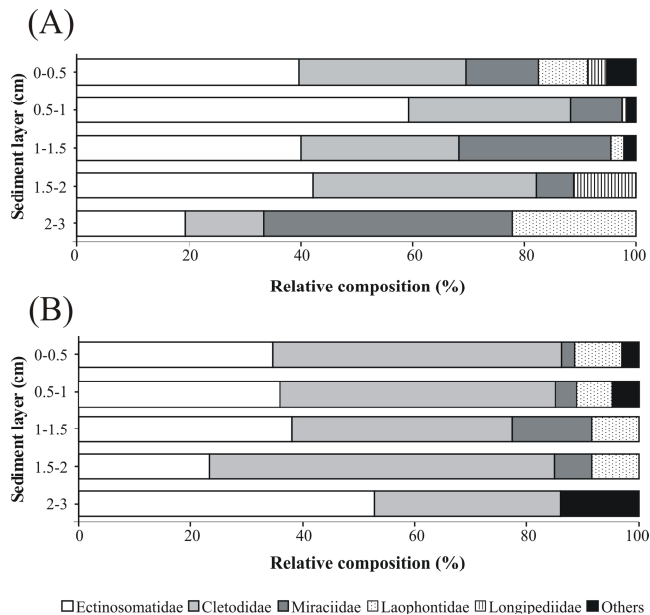 (A)
Sediment layer (cm)
0-0.5
0.5-1
1-1.5
1.5-2
2-3
0 20 40 60 80 100
Relative composition (%)
(B)
Sediment layer (cm)
0-0.5
0.5-1
1-1.5
1.5-2
2-3
0 20 40 60 80 100
Relative composition (%)
Ectinosomatidae Cletodidae Miraciidae Laophontidae Longipediidae Others